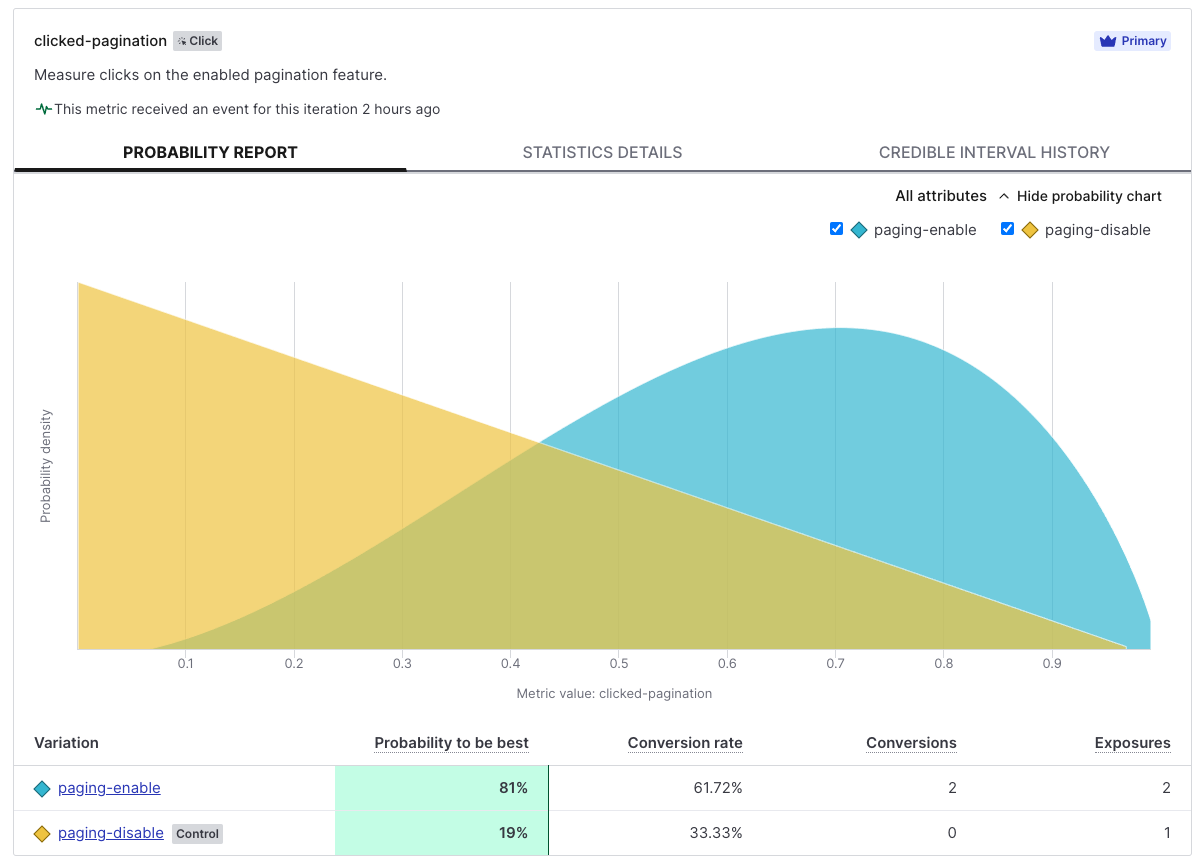 clicked-pagination Click Primary
Measure clicks on the enabled pagination feature.
This metric received an event for this iteration 2 hours ago
PROBABILITY REPORT STATISTICS DETAILS CREDIBLE INTERVAL HISTORY
All attributes Hide probability chart
paging-enable paging-disable
Probability density
0.1 0.2 0.3 0.4 0.5 0.6 0.7 0.8 0.9
Metric value: clicked-pagination
Variation Probability to be best Conversion rate Conversions Exposures
paging-enable 81% 61.72% 2 2
paging-disable Control 19% 33.33% 0 1